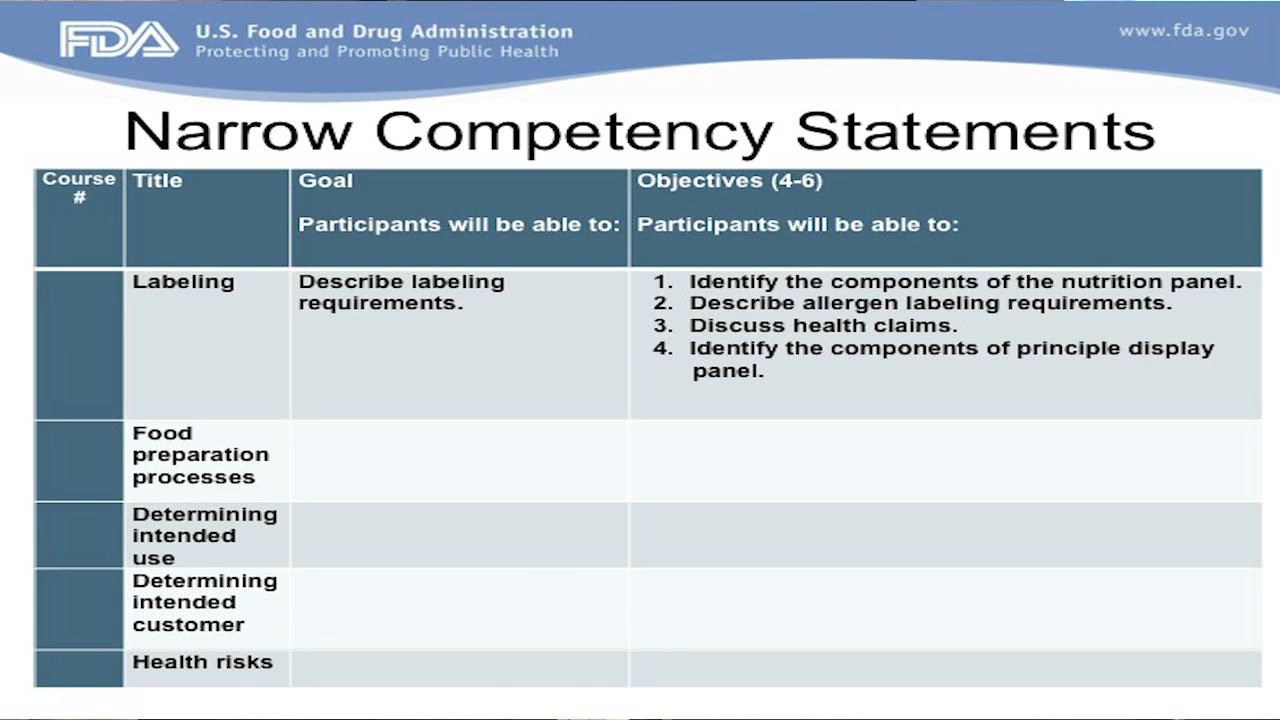 FDA U.S. Food and Drug Administration
Protecting and Promoting Public Health
www.fda.gov
Narrow Competency Statements
Course
#
Title
Goal
Participants will be able to:
Objectives (4-6)
Participants will be able to:
Labeling
Describe labeling
requirements.
1. Identify the components of the nutrition panel.
2. Describe allergen labeling requirements.
3. Discuss health claims.
4. Identify the components of principle display
panel.
Food
preparation
processes
Determining
intended
use
Determining
intended
customer
Health risks